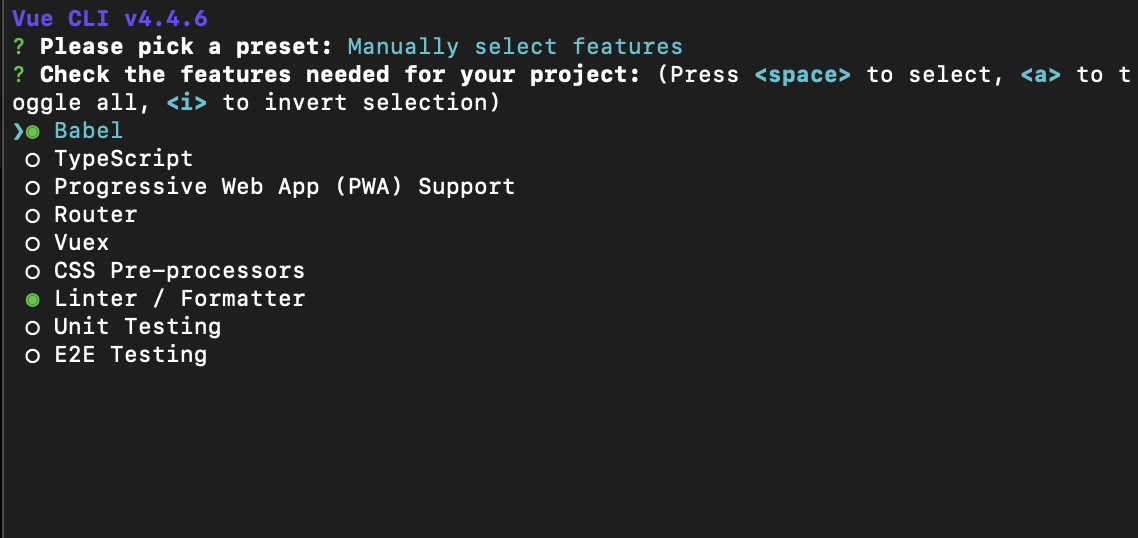 Vue CLI v4.4.6
? Please pick a preset: Manually select features
? Check the features needed for your project: (Press <space> to select, <a> to t
oggle all, <i> to invert selection)
❯◉ Babel
◯ TypeScript
◯ Progressive Web App (PWA) Support
◯ Router
◯ Vuex
◯ CSS Pre-processors
◉ Linter / Formatter
◯ Unit Testing
◯ E2E Testing